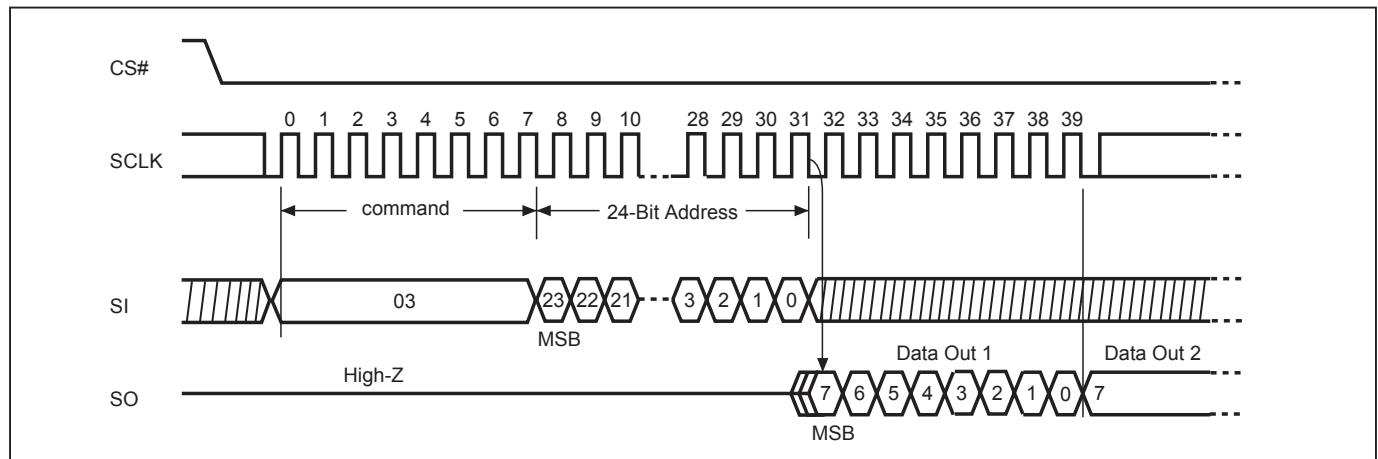 CS#
0 1 2 3 4 5 6 7 8 9 10 28 29 30 31 32 33 34 35 36 37 38 39
SCLK
command
24-Bit Address
SI
03
23 22 21 3 2 1 0
MSB
Data Out 1
Data Out 2
High-Z
SO
7 6 5 4 3 2 1 0 7
MSB